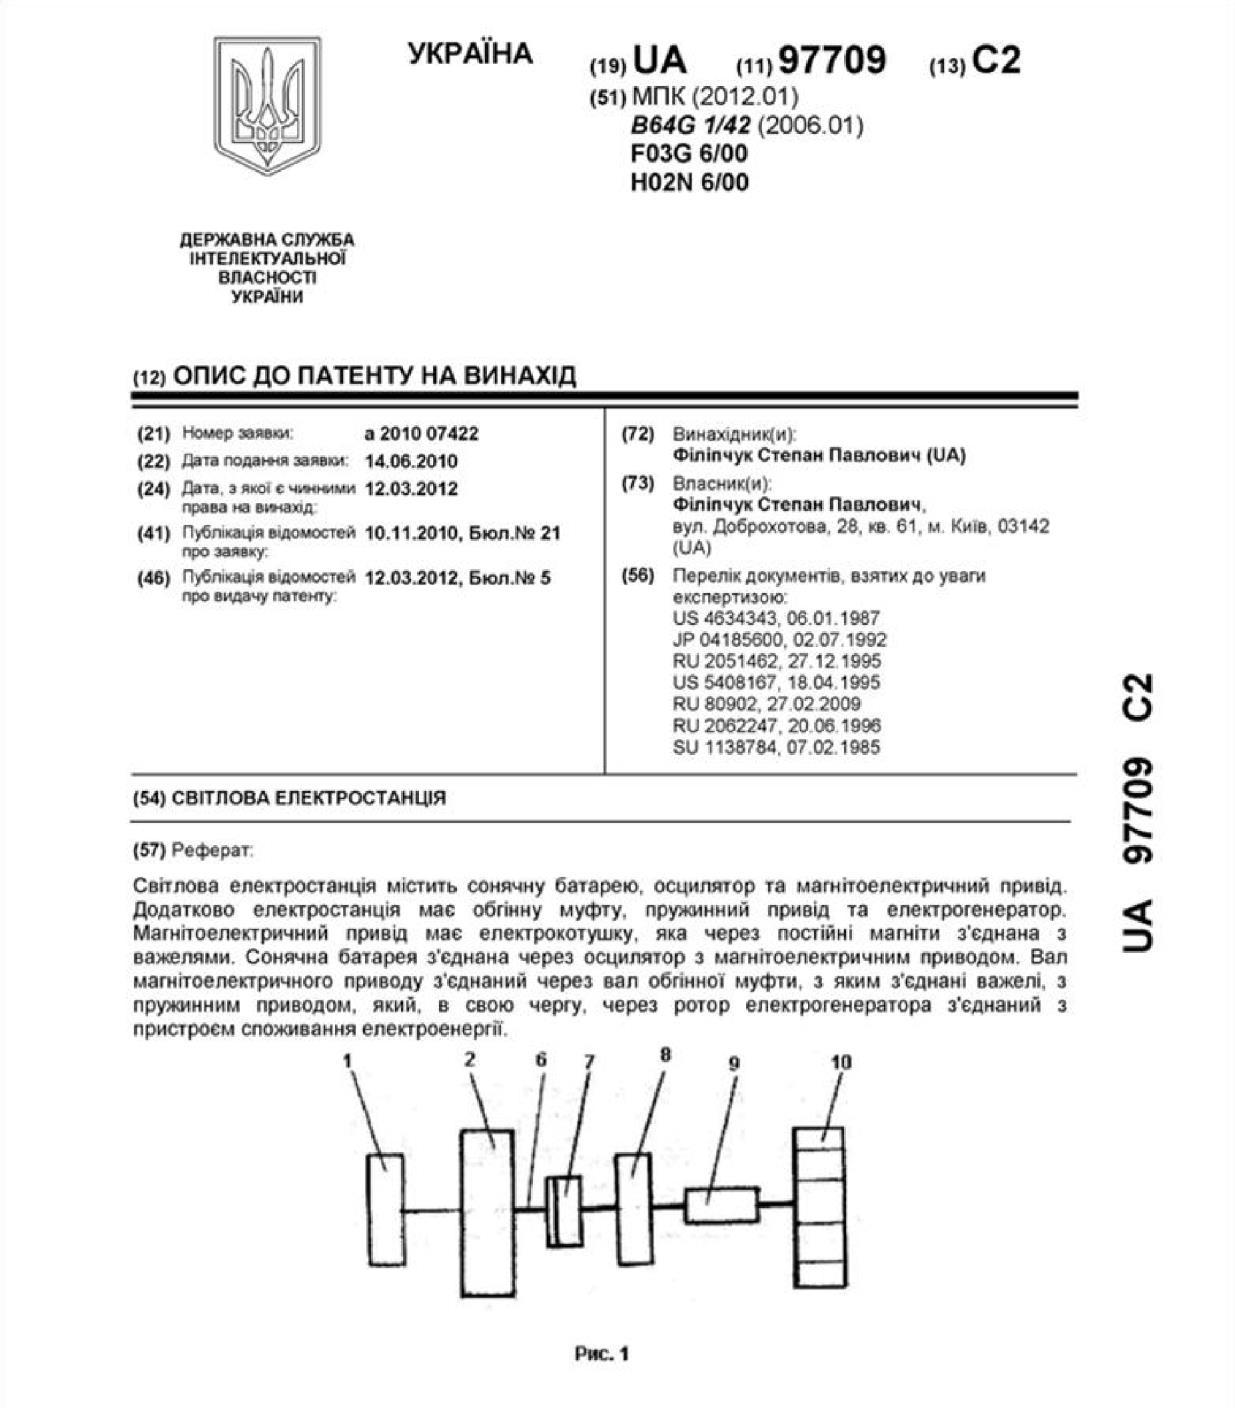 УКРАЇНА
(19) UA (11) 97709 (13) C2
(51) МПК (2012.01)
B64G 1/42 (2006.01)
F03G 6/00
H02N 6/00
ДЕРЖАВНА СЛУЖБА
ІНТЕЛЕКТУАЛЬНОЇ
ВЛАСНОСТІ
УКРАЇНИ
(12) ОПИС ДО ПАТЕНТУ НА ВИНАХІД
(21) Номер заявки: a 2010 07422
(22) Дата подання заявки: 14.06.2010
(24) Дата, з якої є чинними 12.03.2012
права на винахід:
(41) Публікація відомостей 10.11.2010, Бюл.№ 21
про заявку:
(46) Публікація відомостей 12.03.2012, Бюл.№ 5
про видачу патенту:
(72) Винахідник(и):
Філіпчук Степан Павлович (UA)
(73) Власник(и):
Філіпчук Степан Павлович,
вул. Доброхотова, 28, кв. 61, м. Київ, 03142
(UA)
(56) Перелік документів, взятих до уваги
експертизою:
US 4634343, 06.01.1987
JP 04185600, 02.07.1992
RU 2051462, 27.12.1995
US 5408167, 18.04.1995
RU 80902, 27.02.2009
RU 2062247, 20.06.1996
SU 1138784, 07.02.1985
(54) СВІТЛОВА ЕЛЕКТРОСТАНЦІЯ
(57) Реферат:
Світлова електростанція містить сонячну батарею, осцилятор та магнітоелектричний привід.
Додатково електростанція має обгінну муфту, пружинний привід та електрогенератор.
Магнітоелектричний привід має електрокотушку, яка через постійні магніти з'єднана з
важелями. Сонячна батарея з'єднана через осцилятор з магнітоелектричним приводом. Вал
магнітоелектричного приводу з'єднаний через вал обгінної муфти, з яким з'єднані важелі, з
пружинним приводом, який, в свою чергу, через ротор електрогенератора з'єднаний з
пристроєм споживання електроенергії.
1 2 6 7 8 9 10
Рис. 1
UA 97709 C2